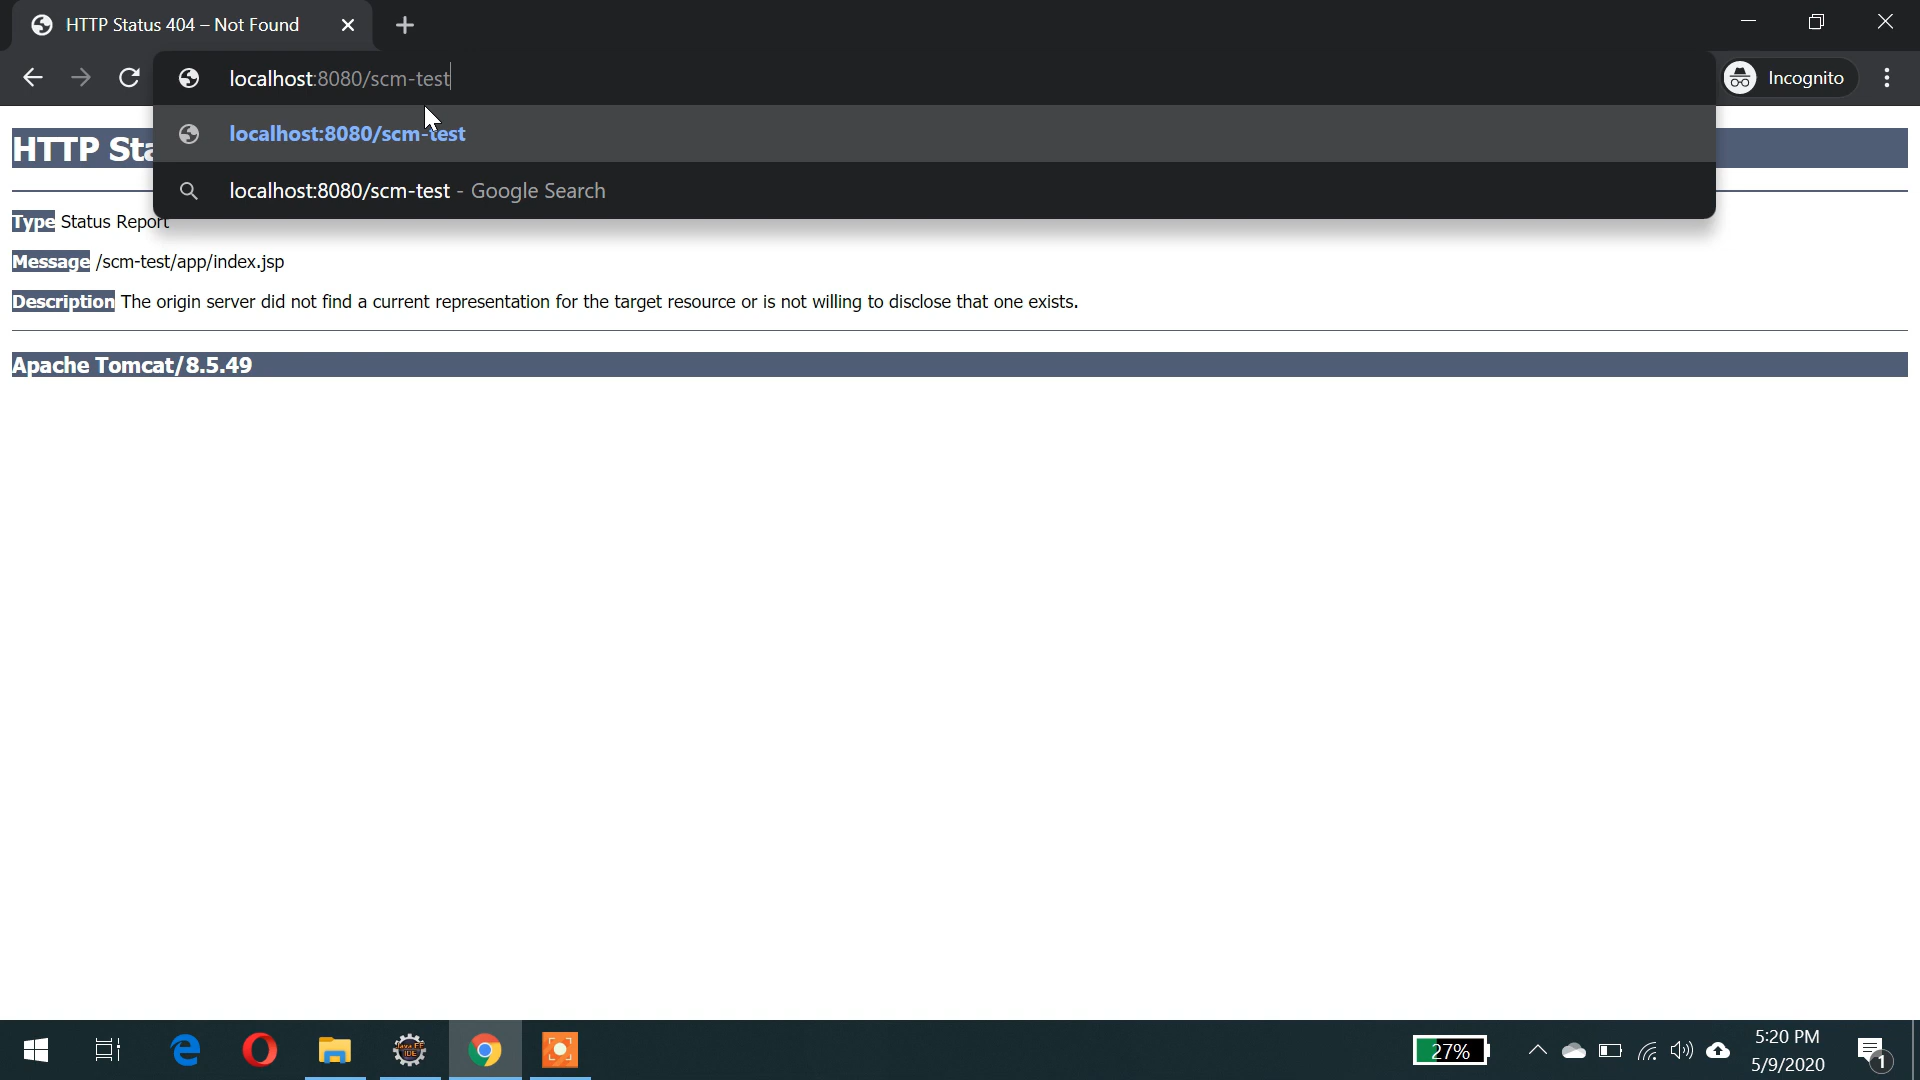 HTTP Status 404 – Not Found
localhost:8080/scm-test
Incognito
localhost:8080/scm-test
localhost:8080/scm-test - Google Search
HTTP Sta
Type Status Report
Message /scm-test/app/index.jsp
Description The origin server did not find a current representation for the target resource or is not willing to disclose that one exists.
Apache Tomcat/8.5.49
Java EE
IDE
27%
5:20 PM
5/9/2020
1